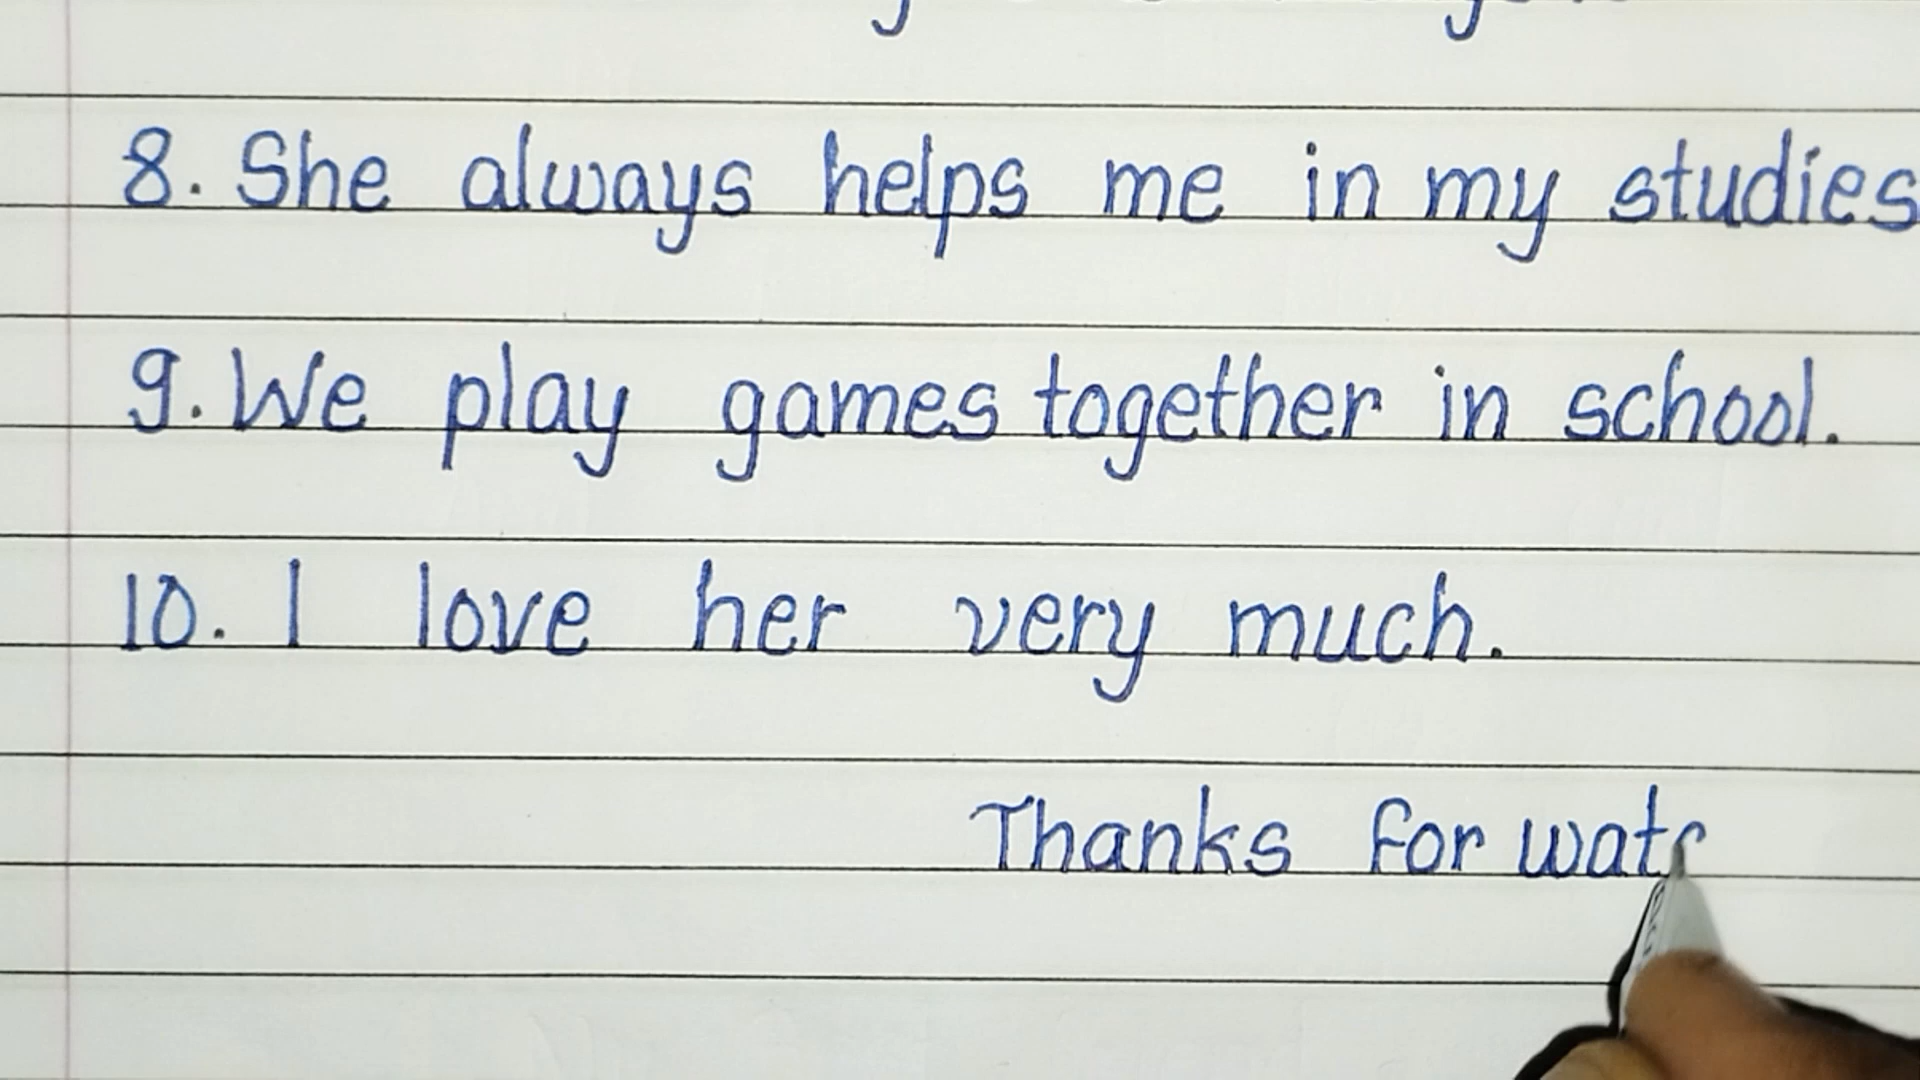 8. She always helps me in my studies
9. We play games together in school.
10. I love her very much.
Thanks for watc